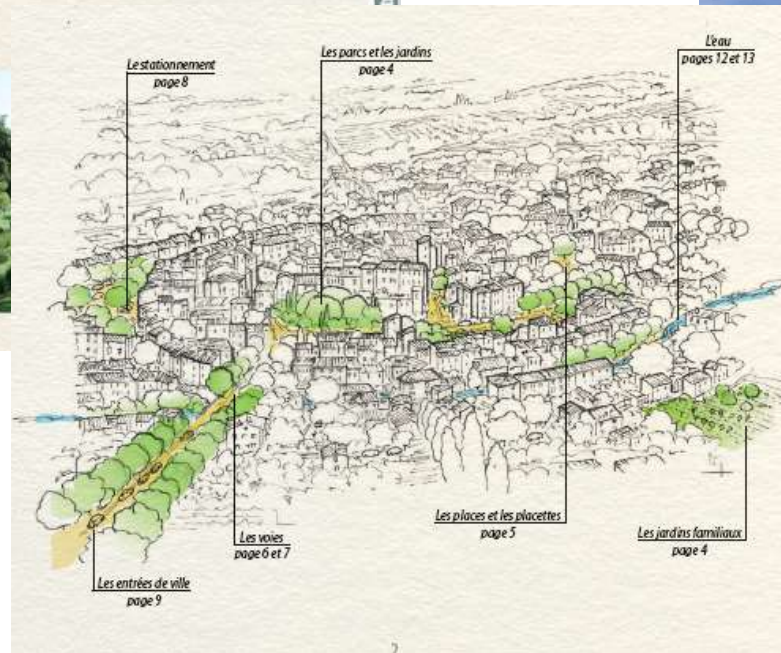 Le stationnement
page 8
Les parcs et les jardins
page 4
L'eau
pages 12 et 13
Les voies
page 6 et 7
Les places et les placettes
page 5
Les jardins familiaux
page 4
Les entrées de ville
page 9
2